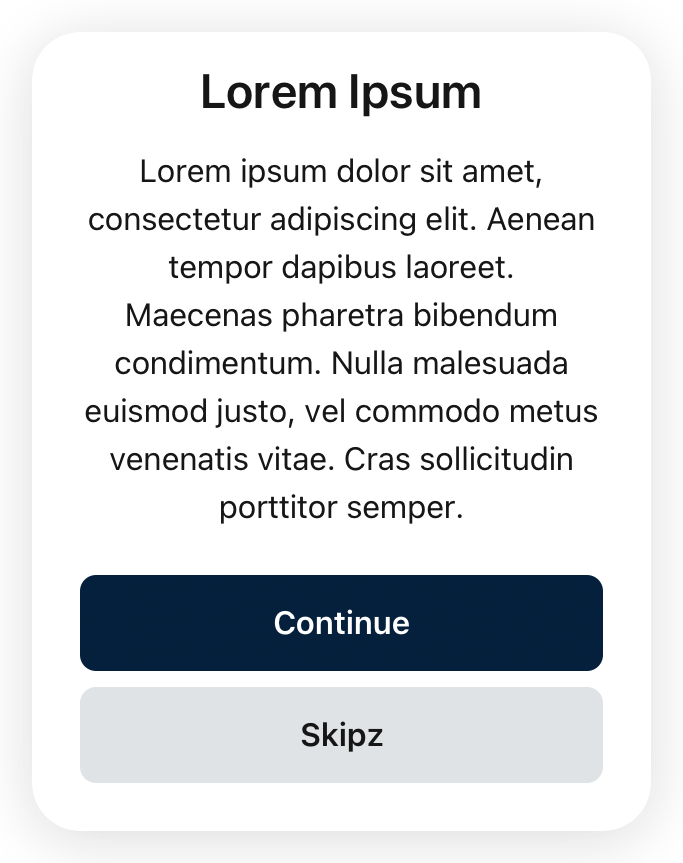 Lorem Ipsum
Lorem ipsum dolor sit amet,
consectetur adipiscing elit. Aenean
tempor dapibus laoreet.
Maecenas pharetra bibendum
condimentum. Nulla malesuada
euismod justo, vel commodo metus
venenatis vitae. Cras sollicitudin
porttitor semper.
Continue
Skipz